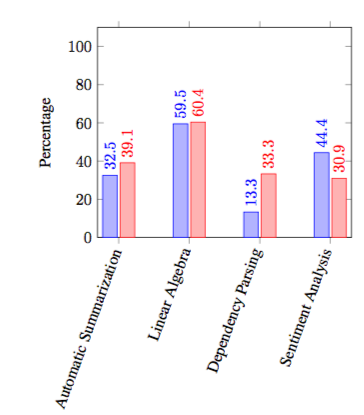 Percentage
100
80
60
40
20
0
32.5
39.1
59.5
60.4
13.3
33.3
44.4
30.9
Automatic Summarization
Linear Algebra
Dependency Parsing
Sentiment Analysis